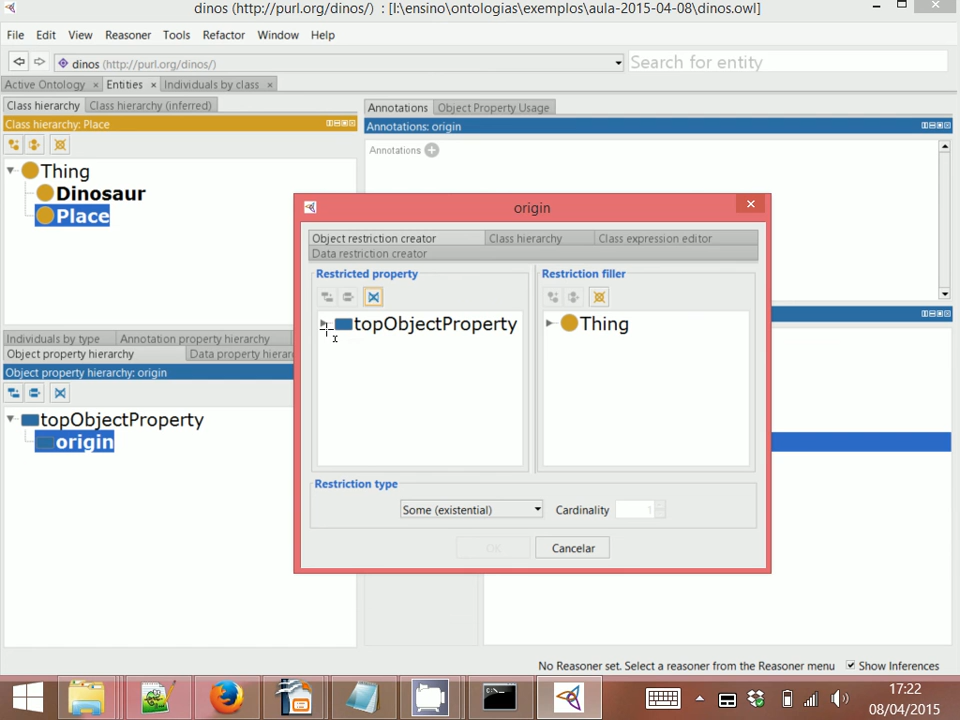 dinos (http://purl.org/dinos/) : [I:\ensino\ontologias\exemplos\aula-2015-04-08\dinos.owl]
File Edit View Reasoner Tools Refactor Window Help
dinos (http://purl.org/dinos/)
Search for entity
Active Ontology × Entities × Individuals by class ×
Class hierarchy Class hierarchy (inferred)
Annotations Object Property Usage
Class hierarchy: Place
Annotations: origin
Annotations
Thing
Dinosaur
Place
origin
Object restriction creator Class hierarchy Class expression editor
Data restriction creator
Restricted property
Restriction filler
topObjectProperty
Thing
Restriction type
Some (existential)
Cardinality 1
OK Cancelar
Individuals by type Annotation property hierarchy
Object property hierarchy Data property hierar
Object property hierarchy: origin
topObjectProperty
origin
No Reasoner set. Select a reasoner from the Reasoner menu Show Inferences
17:22
08/04/2015